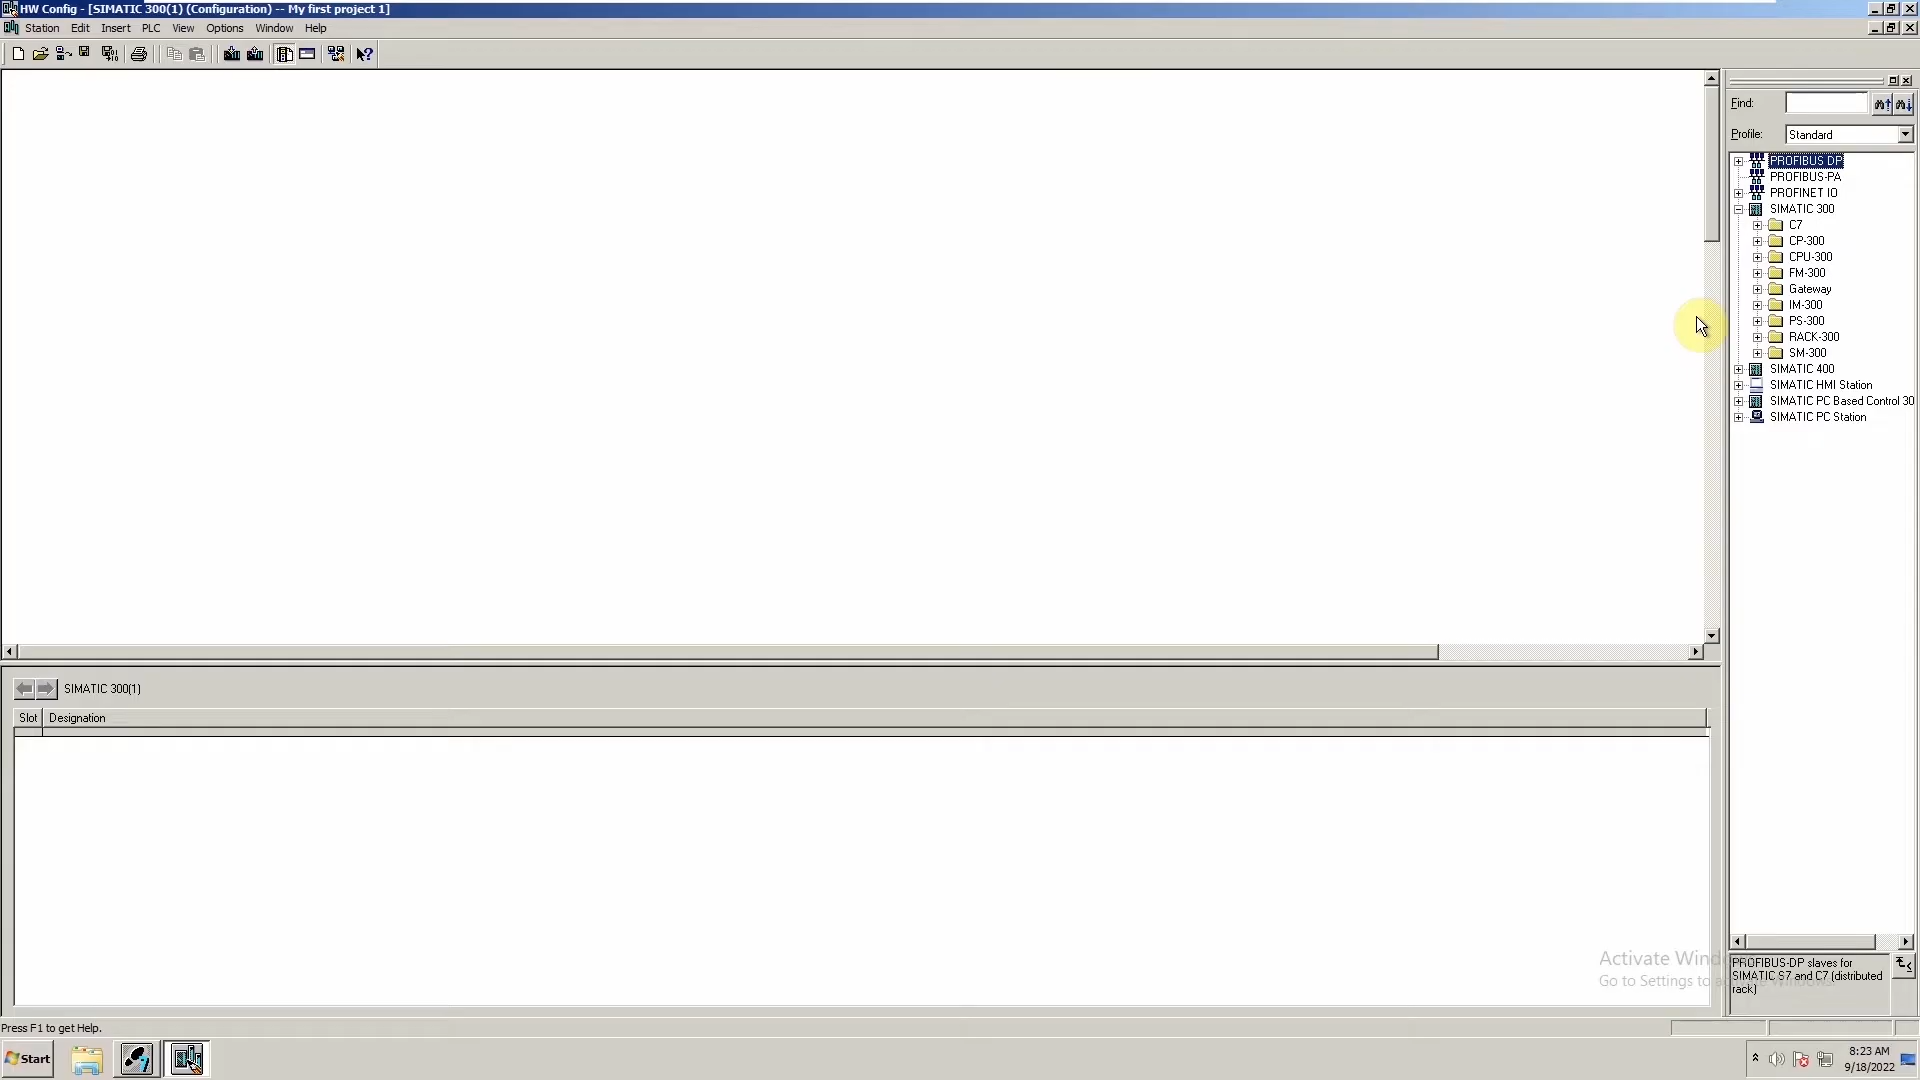 HW Config - [SIMATIC 300(1) (Configuration) -- My first project 1]
Station Edit Insert PLC View Options Window Help
Find:
Profile: Standard
PROFIBUS DP
PROFIBUS-PA
PROFINET IO
SIMATIC 300
C7
CP-300
CPU-300
FM-300
Gateway
IM-300
PS-300
RACK-300
SM-300
SIMATIC 400
SIMATIC HMI Station
SIMATIC PC Based Control 30
SIMATIC PC Station
SIMATIC 300(1)
Slot Designation
Activate Wind
Go to Settings to
PROFIBUS-DP slaves for
SIMATIC S7 and C7 (distributed
rack)
Press F1 to get Help.
Start
8:23 AM
9/18/2022